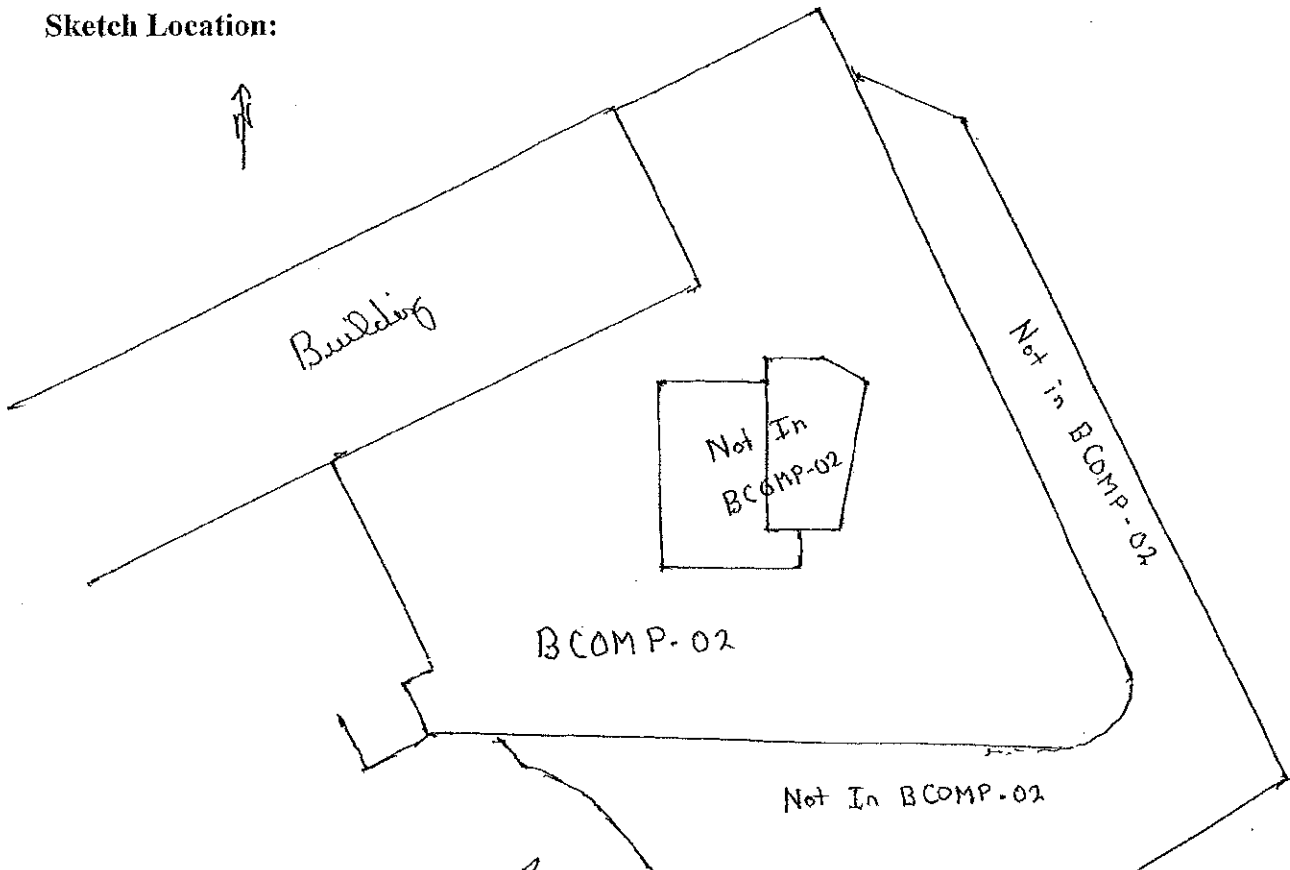 Sketch Location:
N
Building
Not in BCOMP-02
Not In
BCOMP-02
BCOMP-02
Not In BCOMP-02